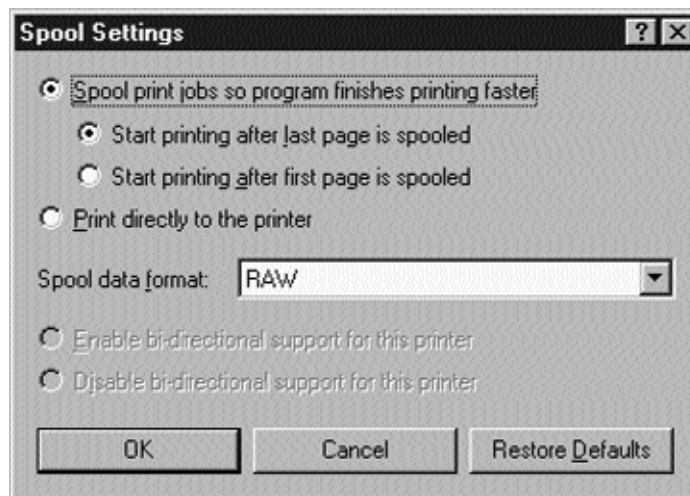 Spool Settings
Spool print jobs so program finishes printing faster
Start printing after last page is spooled
Start printing after first page is spooled
Print directly to the printer
Spool data format: RAW
Enable bi-directional support for this printer
Disable bi-directional support for this printer
OK Cancel Restore Defaults